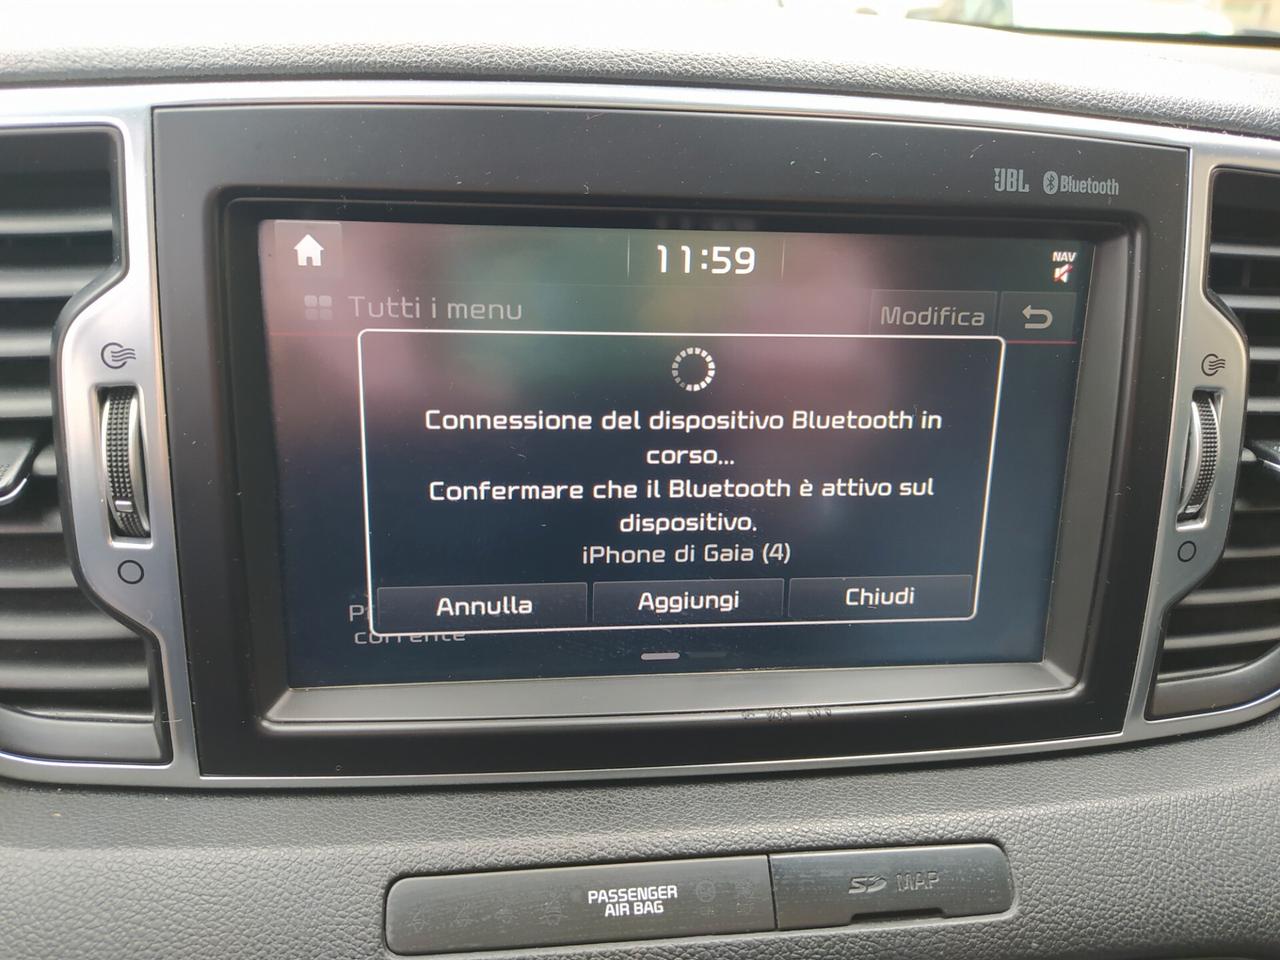 JBL Bluetooth
11:59
NAV
Tutti i menu
Modifica
Connessione del dispositivo Bluetooth in
corso...
Confermare che il Bluetooth è attivo sul
dispositivo.
iPhone di Gaia (4)
Annulla
Aggiungi
Chiudi
corrente
PASSENGER
AIR BAG
SD MAP